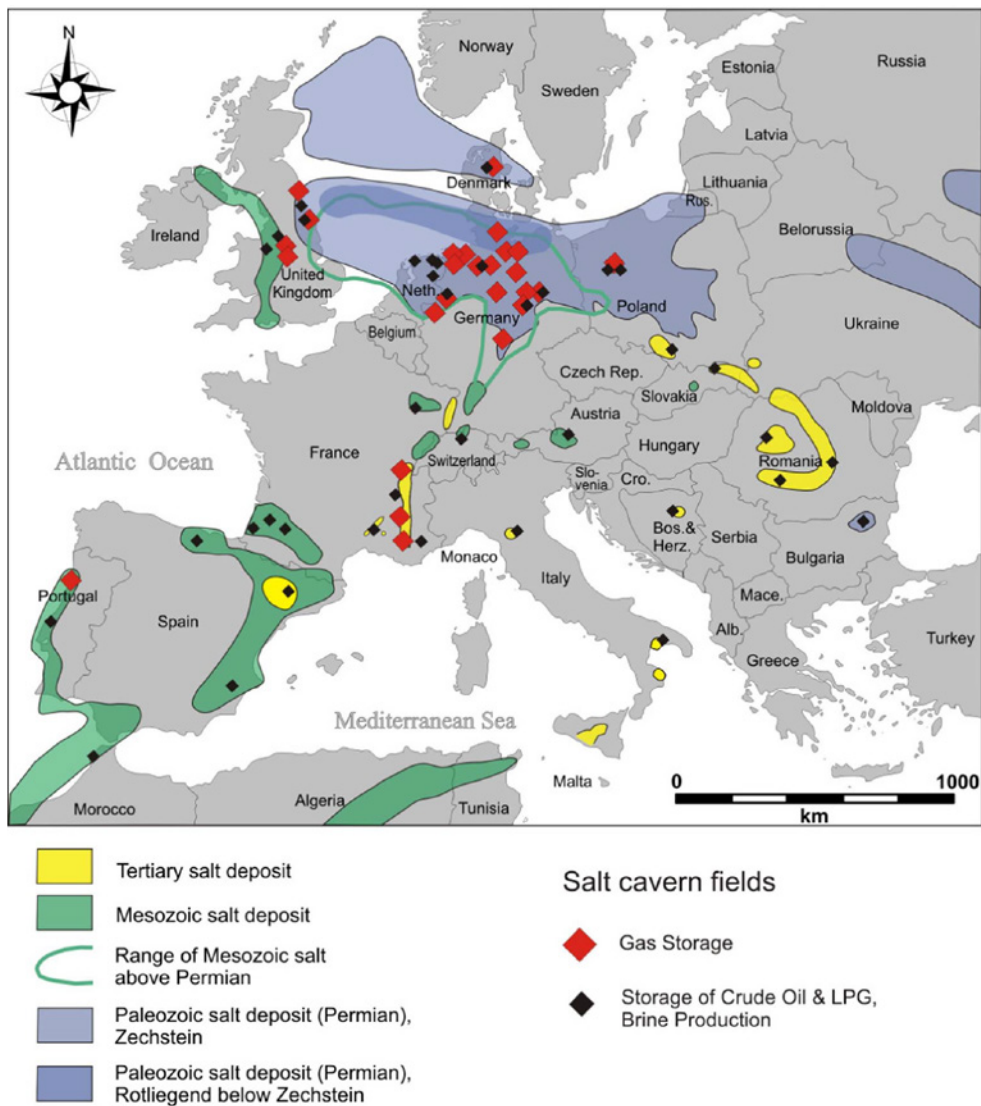 Norway
Sweden
Estonia
Russia
Latvia
Lithuania
Rus.
Denmark
Belorussia
Ireland
United
Kingdom
Neth.
Germany
Poland
Belgium
Ukraine
Czech Rep.
Slovakia
Moldova
Austria
Hungary
France
Switzerland
Romania
Atlantic Ocean
Slo-
venia
Cro.
Bos.&
Herz.
Serbia
Monaco
Bulgaria
Italy
Portugal
Spain
Mace.
Alb.
Greece
Turkey
Mediterranean Sea
Malta
Morocco
Algeria
Tunisia
0
1000
km
Tertiary salt deposit
Mesozoic salt deposit
Range of Mesozoic salt
above Permian
Paleozoic salt deposit (Permian),
Zechstein
Paleozoic salt deposit (Permian),
Rotliegend below Zechstein
Salt cavern fields
Gas Storage
Storage of Crude Oil & LPG,
Brine Production